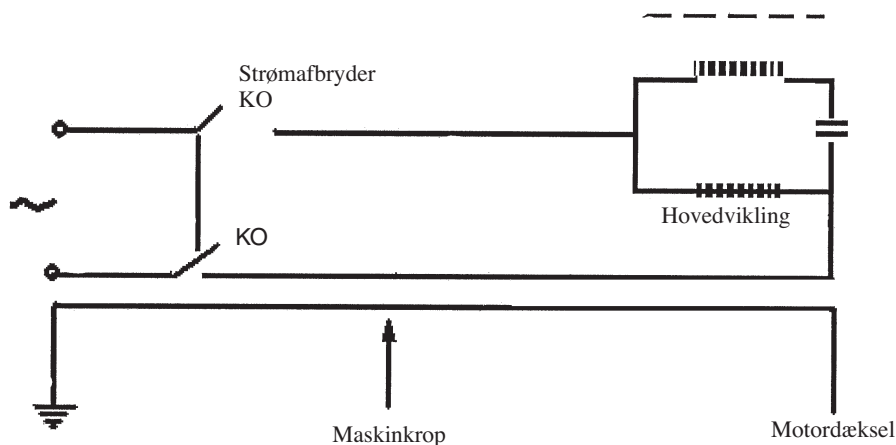 Strømafbryder
KO
Hovedvikling
KO
Maskinkrop
Motordæksel